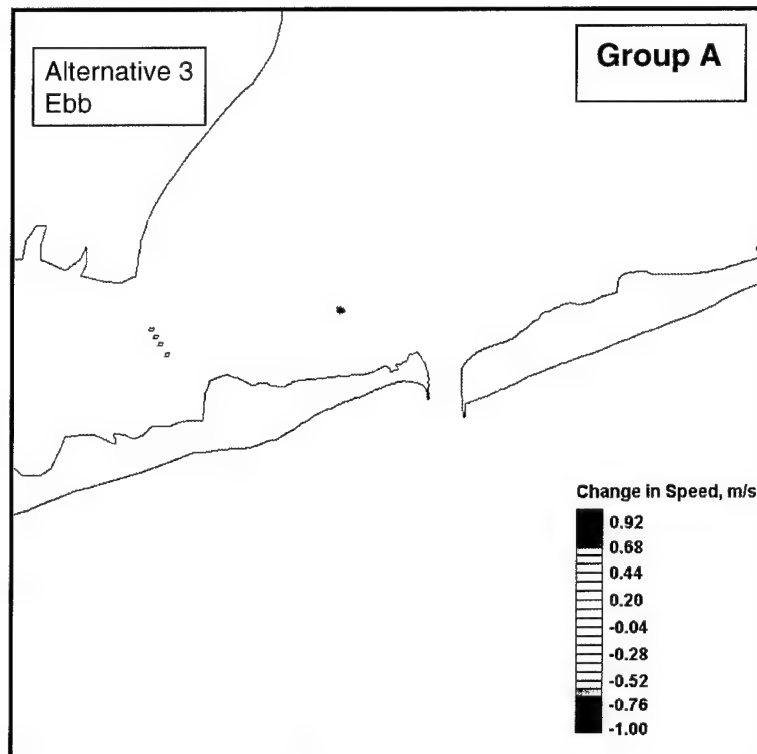 Alternative 3
Ebb
Group A
Change in Speed, m/s
0.92
0.68
0.44
0.20
-0.04
-0.28
-0.52
-0.76
-1.00